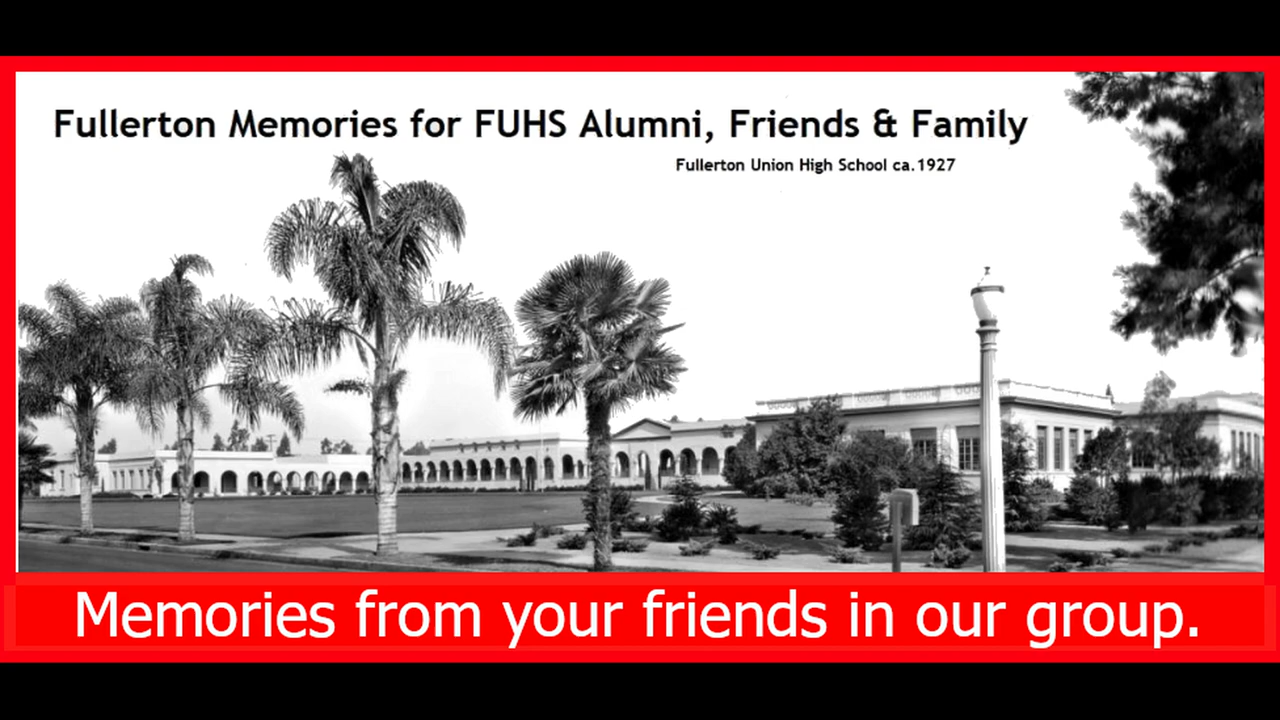 Fullerton Memories for FUHS Alumni, Friends & Family
Fullerton Union High School ca.1927
Memories from your friends in our group.